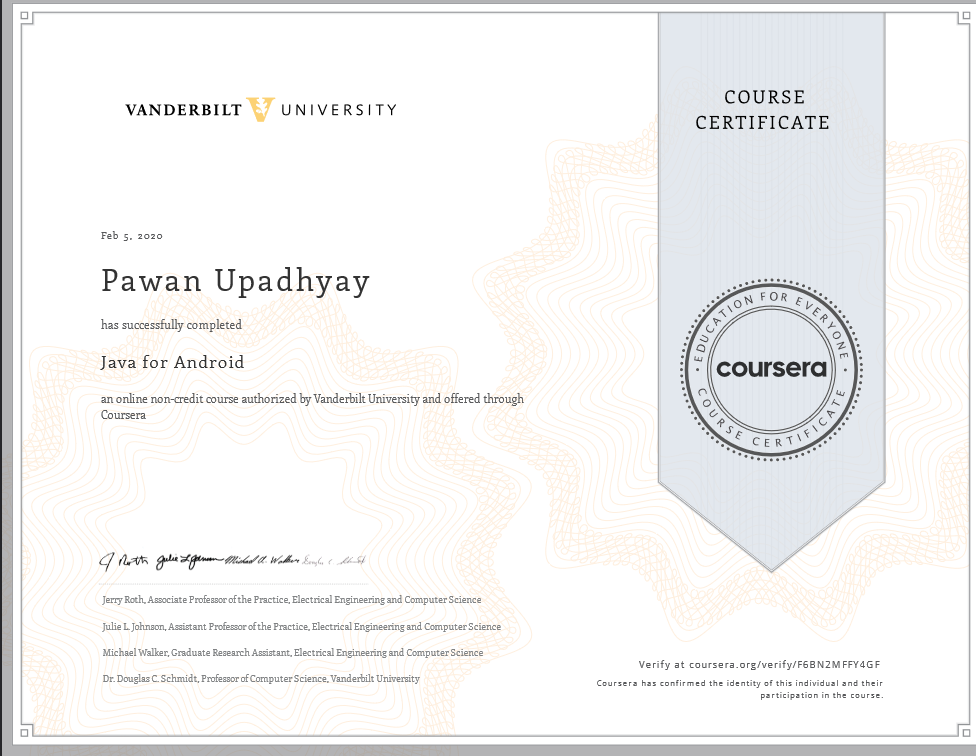 VANDERBILT UNIVERSITY
COURSE
CERTIFICATE
Feb 5, 2020
Pawan Upadhyay
has successfully completed
Java for Android
an online non-credit course authorized by Vanderbilt University and offered through
Coursera
EDUCATION FOR EVERYONE
coursera
COURSE CERTIFICATE
Jerry Roth, Associate Professor of the Practice, Electrical Engineering and Computer Science
Julie L. Johnson, Assistant Professor of the Practice, Electrical Engineering and Computer Science
Michael Walker, Graduate Research Assistant, Electrical Engineering and Computer Science
Dr. Douglas C. Schmidt, Professor of Computer Science, Vanderbilt University
Verify at coursera.org/verify/F6BN2MFFY4GF
Coursera has confirmed the identity of this individual and their
participation in the course.